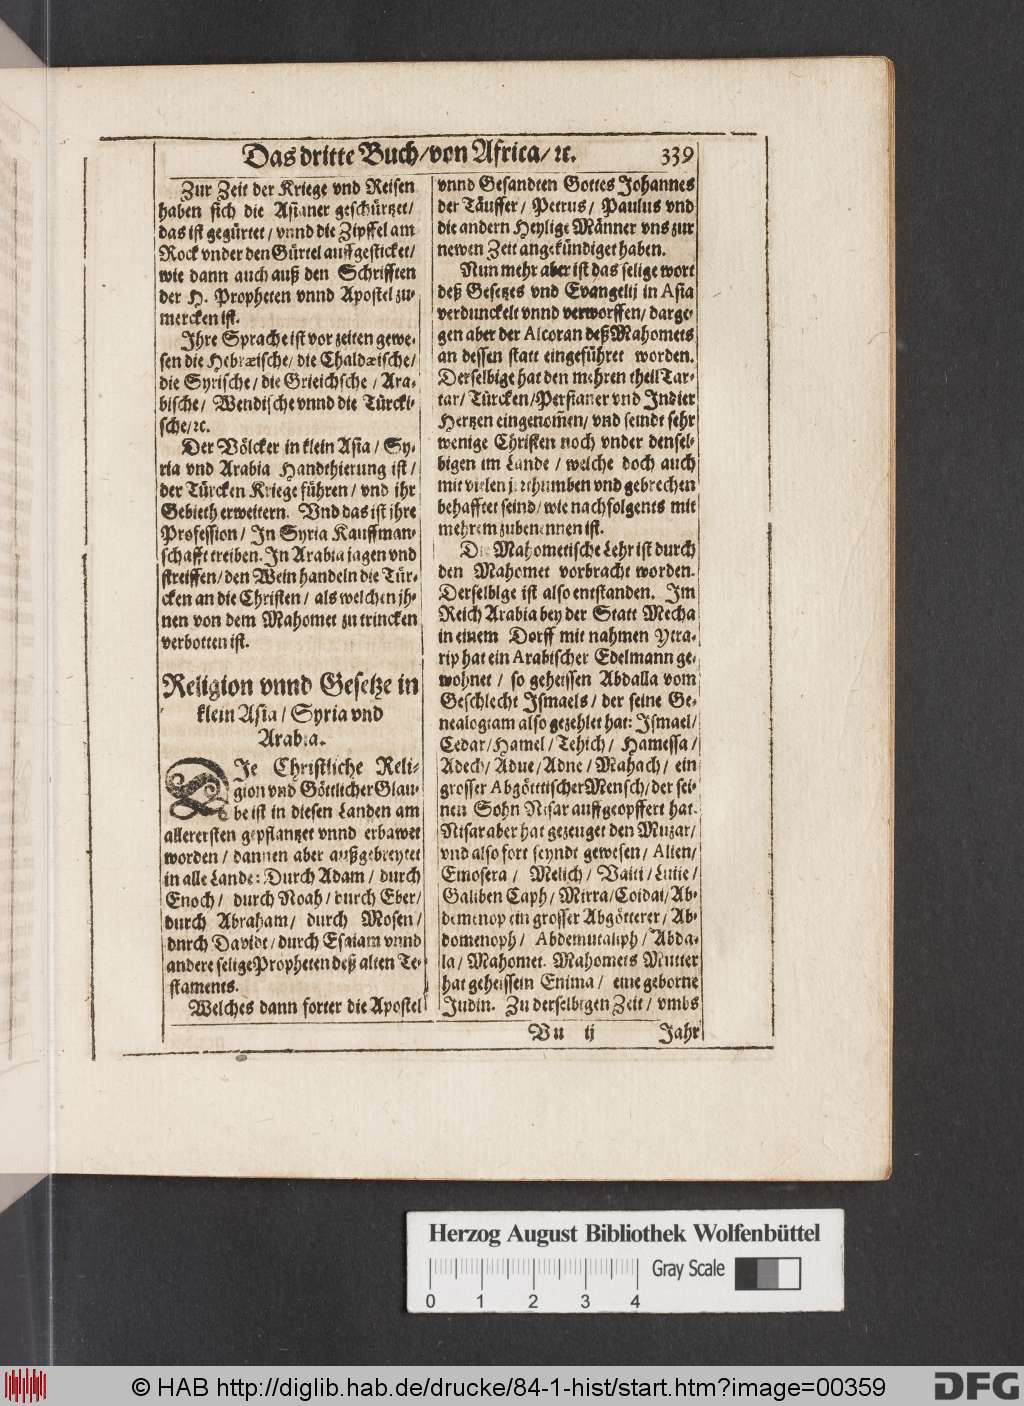 Das dritte Buch/von Africa/ꝛc. 339
Zur Zeit der Kriege vnd Reisen
haben sich die Asianer geschürtzet/
das ist gegürtet/vnnd die Zipffel am
Rock vnder den Gürtel auffgesticket/
wie dann auch auß den Schrifften
der H. Propheten vnnd Apostel zu-
mercken ist.
Ihre Sprache ist vor zeiten gewe-
sen die Hebræische/die Chaldæische/
die Syrische/die Grieichsche/Ara-
bische/Wendische vnnd die Türcki-
sche/ꝛc.
Der Völcker in klein Asia/Sy-
ria vnd Arabia Handthierung ist/
der Türcken Kriege führen/vnd ihr
Gebieth erweitern. Vnd das ist ihre
Profession/In Syria Kauffman-
schafft treiben. In Arabia jagen vnd
streiffen/den Wein handeln die Tür-
cken an die Christen/als welchen jh-
nen von dem Mahomet zu trincken
verbotten ist.
Religion vnnd Gesetze in
klein Asia/Syria vnd
Arabia.
DIe Christliche Reli-
gion vnd Göttlicher Glau-
be ist in diesen Landen am
allerersten gepflantzet vnnd erbawet
worden/dannen aber außgebreytet
in alle Lande: Durch Adam/durch
Enoch/durch Noah/durch Eber/
durch Abraham/durch Mosen/
dnrch Davidt/durch Esaiam vnnd
andere selige Propheten deß alten Te-
staments.
Welches dann forter die Apostel
vnnd Gesandten Gottes Johannes
der Täuffer/Petrus/Paulus vnd
die andern Heylige Männer vns zur
newen Zeit angekündiget haben.
Nun mehr aber ist das selige wort
deß Gesetzes vnd Evangelij in Asia
verdunckelt vnnd verworffen/darge-
gen aber der Alcoran deß Mahomets
an dessen statt eingeführet worden.
Derselbige hat den mehren theil Tar-
tar/Türcken/Persianer vnd Indier
Hertzen eingenom̃en/vnd seindt sehr
wenige Christen noch vnder densel-
bigen im Lande/welche doch auch
mit vielen jrrthumben vnd gebrechen
behafftet seind/wie nachfolgents mit
mehrem zubenennen ist.
Die Mahometische Lehr ist durch
den Mahomet vorbracht worden.
Derselbige ist also entstanden. Im
Reich Arabia bey der Statt Mecha
in einem Dorff mit nahmen Ytra-
rip hat ein Arabischer Edelmann ge-
wohnet/so geheissen Abdalla vom
Geschlecht Ismaels/der seine Ge-
nealogiam also gezehlet hat: Ismael/
Cedar/Hamel/Tehich/Hamessa/
Adech/Adue/Adne/Mahach/ein
grosser Abgötttischer Mensch/der sei-
nen Sohn Nisar auffgeopffert hat.
Nisar aber hat gezeuget den Muzar/
vnd also fort seyndt gewesen/Alien/
Emosera/Melich/Vaiti/Lutie/
Galiben Caph/Mirra/Coidai/Ab-
demenop ein grosser Abgötterer/Ab-
domenoph/Abdemutaliph/Abda-
la/Mahomet. Mahomets Mutter
hat geheissein Enima/eine geborne
Judin. Zu derselbigen Zeit/vmbs
Vu ij Jahr
Herzog August Bibliothek Wolfenbüttel
Gray Scale
0 1 2 3 4
© HAB http://diglib.hab.de/drucke/84-1-hist/start.htm?image=00359
DFG